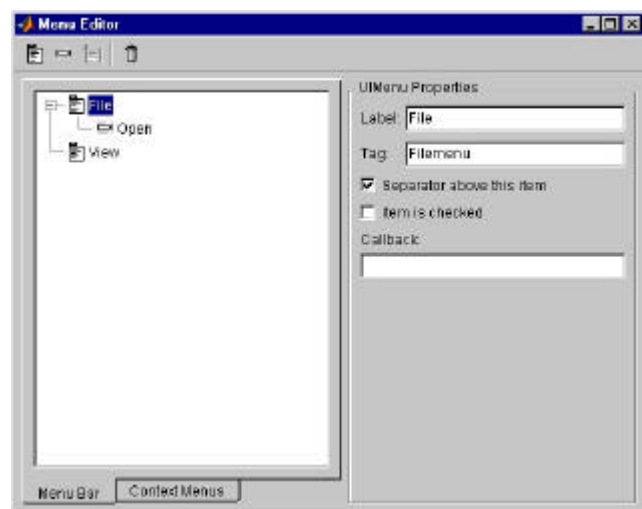 Menu Editor
File
Open
View
UIMenu Properties
Label: File
Tag: Filemenu
Separator above this item
Item is checked
Callback:
Menu Bar
Context Menus